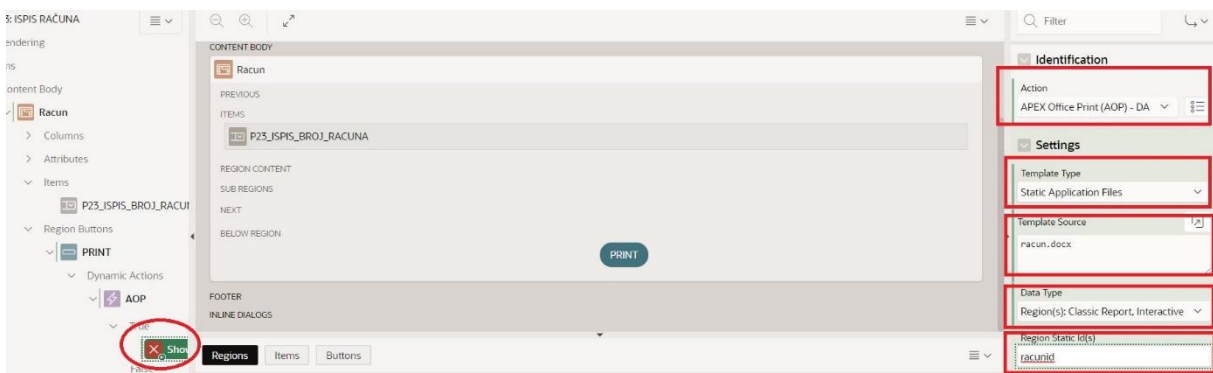 3: ISPIS RAČUNA
endering
ns
ontent Body
Racun
Columns
Attributes
Items
P23_ISPIS_BROJ_RACUI
Region Buttons
PRINT
Dynamic Actions
AOP
True
Show
False
CONTENT BODY
Racun
PREVIOUS
ITEMS
P23_ISPIS_BROJ_RACUNA
REGION CONTENT
SUB REGIONS
NEXT
BELOW REGION
PRINT
FOOTER
INLINE DIALOGS
Regions Items Buttons
Filter
Identification
Action
APEX Office Print (AOP) - DA
Settings
Template Type
Static Application Files
Template Source
racun.docx
Data Type
Region(s): Classic Report, Interactive
Region Static Id(s)
racunid